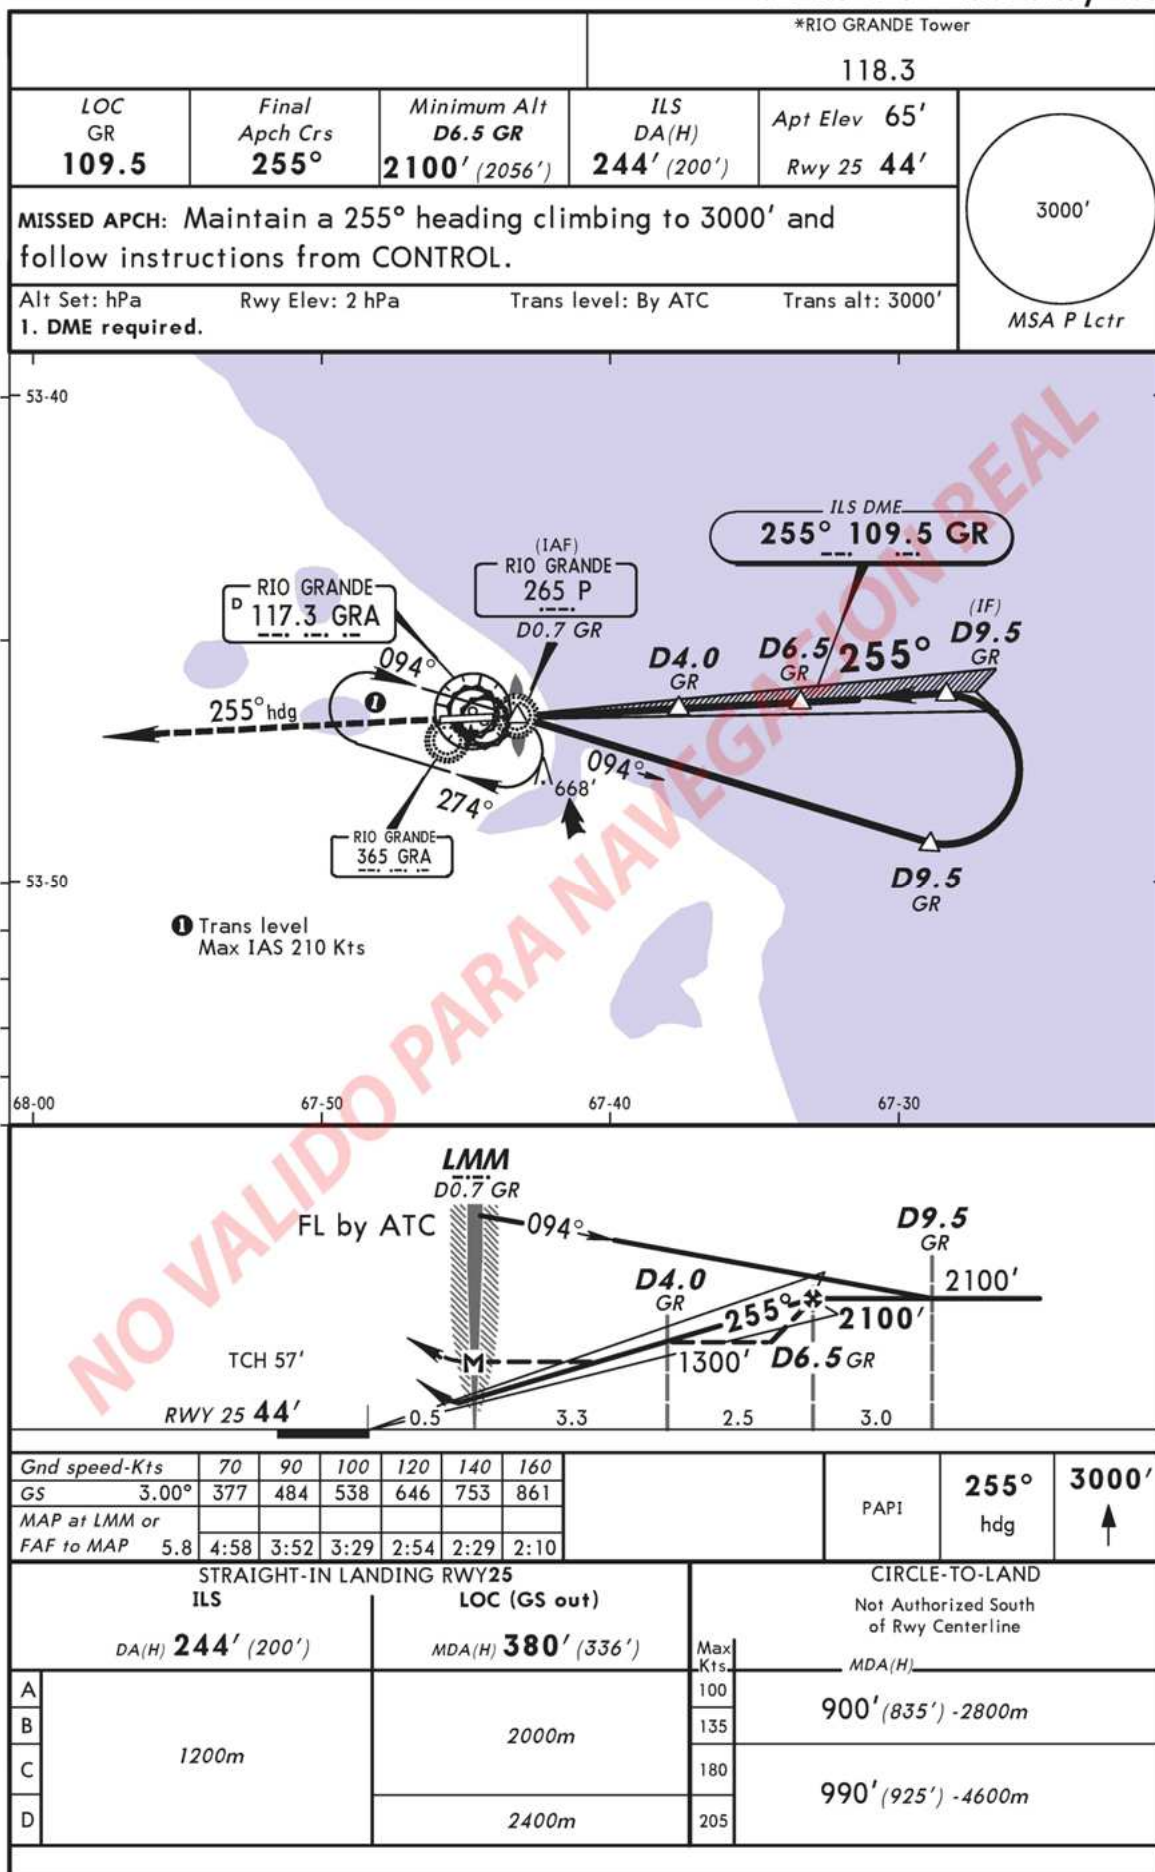 *RIO GRANDE Tower
118.3
LOC
GR
109.5
Final
Apch Crs
255°
Minimum Alt
D6.5 GR
2100' (2056')
ILS
DA(H)
244' (200')
Apt Elev 65'
Rwy 25 44'
3000'
MSA P Lctr
MISSED APCH: Maintain a 255° heading climbing to 3000' and
follow instructions from CONTROL.
Alt Set: hPa Rwy Elev: 2 hPa Trans level: By ATC Trans alt: 3000'
1. DME required.
53-40
ILS DME
255° 109.5 GR
(IAF)
RIO GRANDE
265 P
D0.7 GR
RIO GRANDE
D 117.3 GRA
(IF)
D9.5
GR
D6.5
GR
255°
D4.0
GR
094°
1
255° hdg
094°
668'
274°
RIO GRANDE
365 GRA
D9.5
GR
53-50
1 Trans level
Max IAS 210 Kts
68-00 67-50 67-40 67-30
NO VALIDO PARA NAVEGACION REAL
LMM
D0.7 GR
FL by ATC
094°
D9.5
GR
D4.0
GR
2100'
255°
2100'
TCH 57'
M
1300'
D6.5 GR
RWY 25 44'
0.5 3.3 2.5 3.0
Gnd speed-Kts 70 90 100 120 140 160
GS 3.00° 377 484 538 646 753 861
MAP at LMM or
FAF to MAP 5.8 4:58 3:52 3:29 2:54 2:29 2:10
PAPI
255°
hdg
3000'
STRAIGHT-IN LANDING RWY25
ILS
DA(H) 244' (200')
LOC (GS out)
MDA(H) 380' (336')
CIRCLE-TO-LAND
Not Authorized South
of Rwy Centerline
Max
Kts
MDA(H)
A
B
C
D
1200m
2000m
2400m
100
135
180
205
900' (835') -2800m
990' (925') -4600m